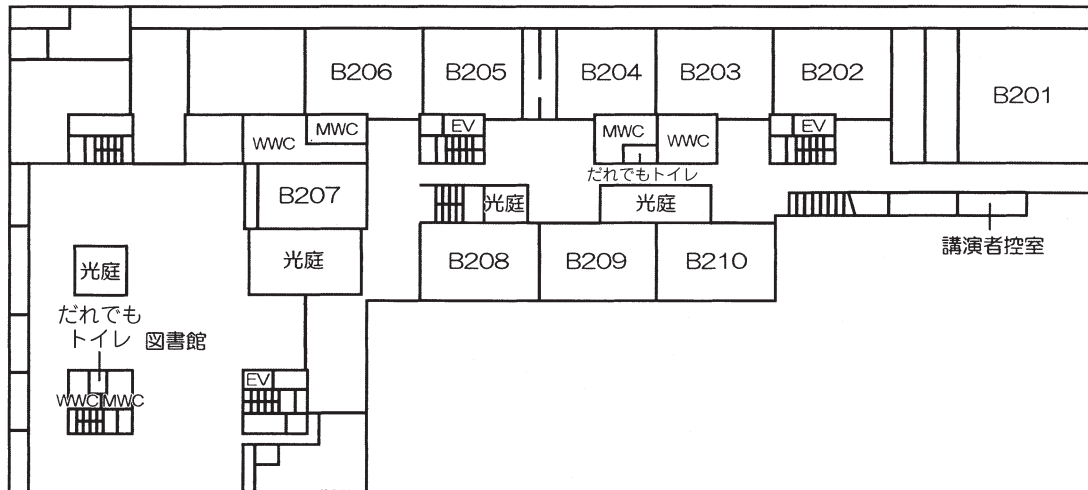 B206
B205
B204
B203
B202
B201
WWC
MWC
EV
MWC
WWC
EV
だれでもトイレ
B207
光庭
光庭
講演者控室
光庭
光庭
B208
B209
B210
だれでも
トイレ
図書館
EV
WWC
MWC